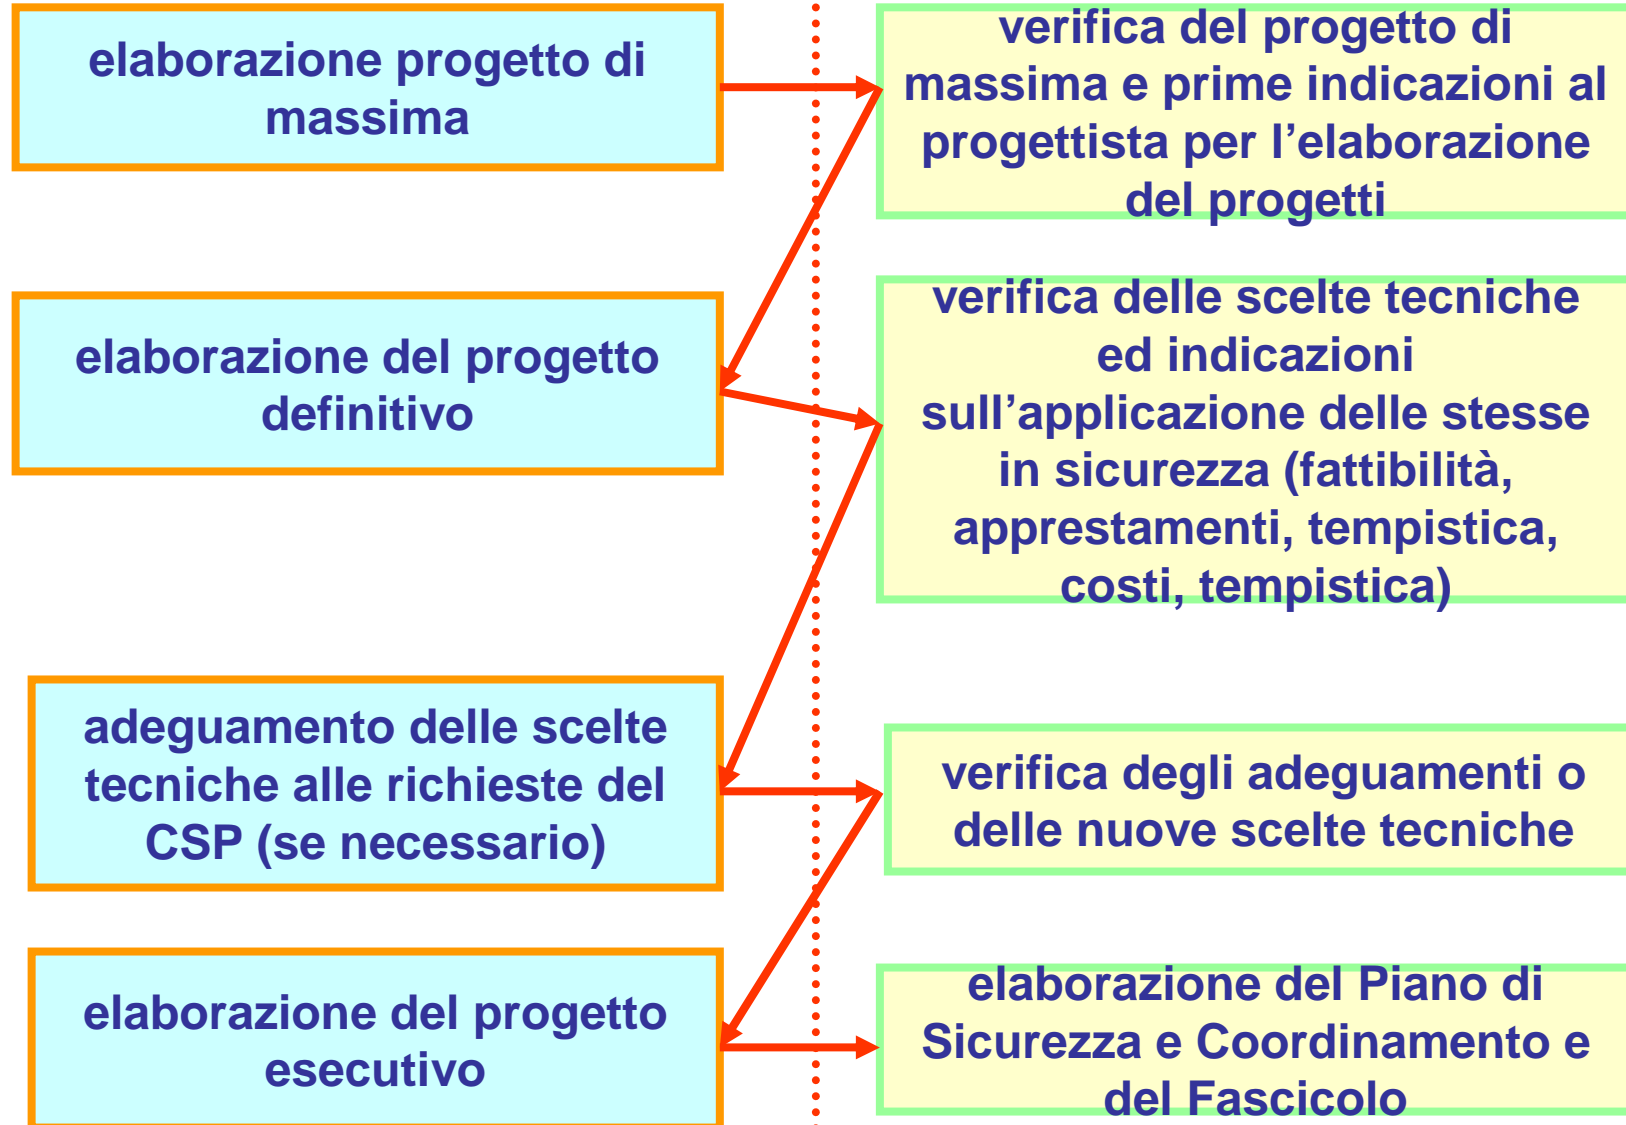 elaborazione progetto di
massima
verifica del progetto di
massima e prime indicazioni al
progettista per l’elaborazione
del progetti
elaborazione del progetto
definitivo
verifica delle scelte tecniche
ed indicazioni
sull’applicazione delle stesse
in sicurezza (fattibilità,
apprestamenti, tempistica,
costi, tempistica)
adeguamento delle scelte
tecniche alle richieste del
CSP (se necessario)
verifica degli adeguamenti o
delle nuove scelte tecniche
elaborazione del progetto
esecutivo
elaborazione del Piano di
Sicurezza e Coordinamento e
del Fascicolo